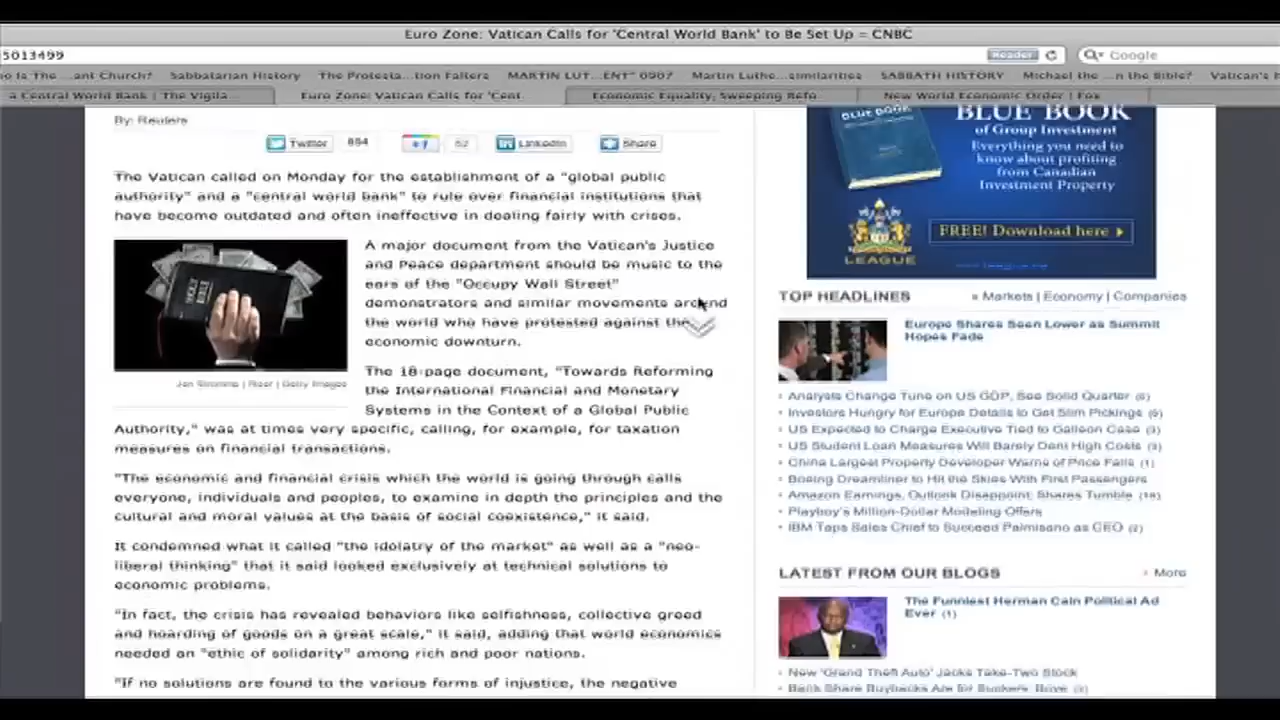 Euro Zone: Vatican Calls for 'Central World Bank' to Be Set Up - CNBC
5013499
Reader
Google
Is The ...ant Church?
Sabbatarian History
The Protesta...tion Falters
MARTIN LUT...ENT" 0907
Martin Luthe...similarities
SABBATH HISTORY
Michael the ...n the Bible?
Vatican's
a Central World Bank | The Vigila...
Euro Zone: Vatican Calls for 'Cent...
Economic Equality, Sweeping Refo...
New World Economic Order | Fox...
By: Reuters
Twitter
894
+1
52
LinkedIn
Share
The Vatican called on Monday for the establishment of a "global public
authority" and a "central world bank" to rule over financial institutions that
have become outdated and often ineffective in dealing fairly with crises.
HOLY BIBLE
Jan Stromme | Riser | Getty Images
A major document from the Vatican's Justice
and Peace department should be music to the
ears of the "Occupy Wall Street"
demonstrators and similar movements around
the world who have protested against the
economic downturn.
The 18-page document, "Towards Reforming
the International Financial and Monetary
Systems in the Context of a Global Public
Authority," was at times very specific, calling, for example, for taxation
measures on financial transactions.
"The economic and financial crisis which the world is going through calls
everyone, individuals and peoples, to examine in depth the principles and the
cultural and moral values at the basis of social coexistence," it said.
It condemned what it called "the idolatry of the market" as well as a "neo-
liberal thinking" that it said looked exclusively at technical solutions to
economic problems.
"In fact, the crisis has revealed behaviors like selfishness, collective greed
and hoarding of goods on a great scale," it said, adding that world economics
needed an "ethic of solidarity" among rich and poor nations.
"If no solutions are found to the various forms of injustice, the negative
BLUE BOOK
BLUE BOOK
of Group Investment
Everything you need to
know about profiting
from Canadian
Investment Property
LEAGUE
FREE! Download here
TOP HEADLINES
» Markets | Economy | Companies
Europe Shares Seen Lower as Summit
Hopes Fade
Analysts Change Tune on US GDP, See Solid Quarter (6)
Investors Hungry for Europe Details to Get Slim Pickings
US Expected to Charge Executive Tied to Galleon Case
US Student Loan Measures Will Barely Dent High Costs
China Largest Property Developer Warns of Price Falls (1)
Boeing Dreamliner to Hit the Skies With First Passengers
Amazon Earnings, Outlook Disappoint; Shares Tumble
Playboy's Million-Dollar Modeling Offers
IBM Taps Sales Chief to Succeed Palmisano as CEO (2)
LATEST FROM OUR BLOGS
More
The Funniest Herman Cain Political Ad
Ever (1)
New 'Grand Theft Auto' Jacks Take-Two Stock
Bank Share Buybacks Are for Suckers: Bove